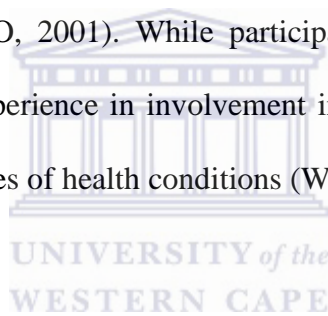 O, 2001). While particip
perience in involvement i
es of health conditions (W
UNIVERSITY of the
WESTERN CAPE